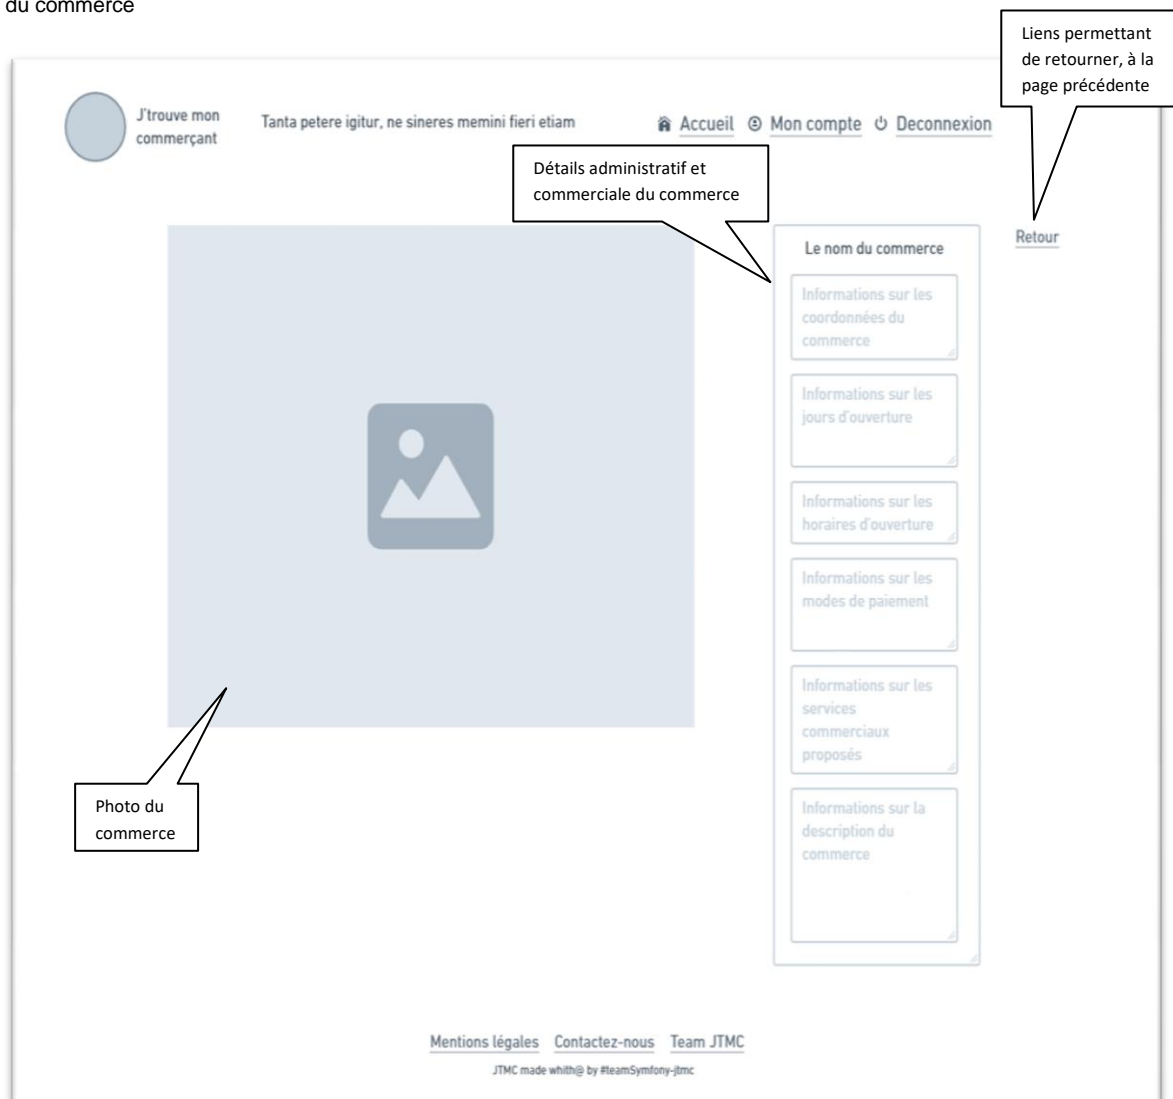 du commerce
Liens permettant
de retourner, à la
page précédente
J'trouve mon
commerçant
Tanta petere igitur, ne sineres memini fieri etiam
Accueil
Mon compte
Deconnexion
Détails administratif et
commerciale du commerce
Retour
Le nom du commerce
Informations sur les
coordonnées du
commerce
Informations sur les
jours d'ouverture
Informations sur les
horaires d'ouverture
Informations sur les
modes de paiement
Informations sur les
services
commerciaux
proposés
Photo du
commerce
Informations sur la
description du
commerce
Mentions légales Contactez-nous Team JTMC
JTMC made whith@ by #teamSymfony-jtmc